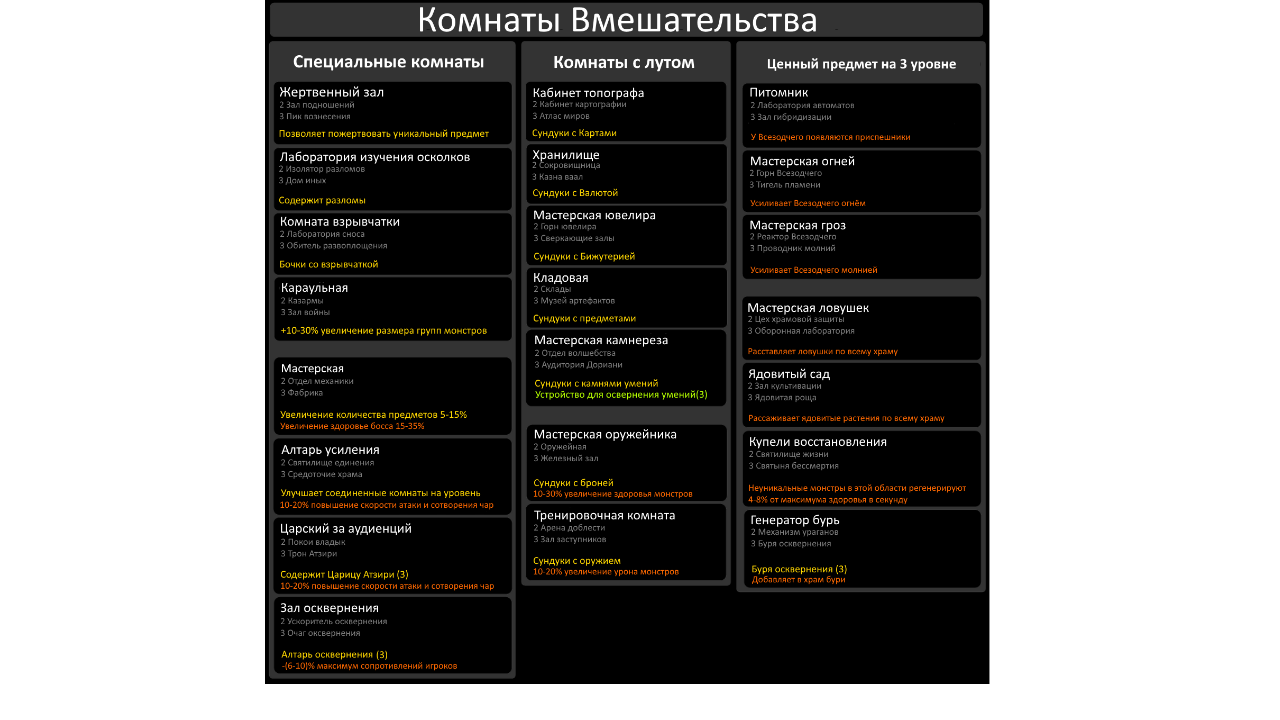 Комнаты Вмешательства
Специальные комнаты
Жертвенный зал
2 Зал подношений
3 Пик вознесения
Позволяет пожертвовать уникальный предмет
Лаборатория изучения осколков
2 Изолятор разломов
3 Дом иных
Содержит разломы
Комната взрывчатки
2 Лаборатория сноса
3 Обитель развоплощения
Бочки со взрывчаткой
Караульная
2 Казармы
3 Зал войны
+10-30% увеличение размера групп монстров
Мастерская
2 Отдел механики
3 Фабрика
Увеличение количества предметов 5-15%
Увеличение здоровье босса 15-35%
Алтарь усиления
2 Святилище единения
3 Средоточие храма
Улучшает соединенные комнаты на уровень
10-20% повышение скорости атаки и сотворения чар
Царский за аудиенций
2 Покои владык
3 Трон Атзири
Содержит Царицу Атзири (3)
10-20% повышение скорости атаки и сотворения чар
Зал осквернения
2 Ускоритель осквернения
3 Очаг оксвернения
Алтарь осквернения (3)
-(6-10)% максимум сопротивлений игроков
Комнаты с лутом
Кабинет топографа
2 Кабинет картографии
3 Атлас миров
Сундуки с Картами
Хранилище
2 Сокровищница
3 Казна ваал
Сундуки с Валютой
Мастерская ювелира
2 Горн ювелира
3 Сверкающие залы
Сундуки с Бижутерией
Кладовая
2 Склады
3 Музей артефактов
Сундуки с предметами
Мастерская камнереза
2 Отдел волшебства
3 Аудитория Дориани
Сундуки с камнями умений
Устройство для освернения умений(3)
Мастерская оружейника
2 Оружейная
3 Железный зал
Сундуки с броней
10-30% увеличение здоровья монстров
Тренировочная комната
2 Арена доблести
3 Зал заступников
Сундуки с оружием
10-20% увеличение урона монстров
Ценный предмет на 3 уровне
Питомник
2 Лаборатория автоматов
3 Зал гибридизации
У Всезодчего появляются приспешники
Мастерская огней
2 Горн Всезодчего
3 Тигель пламени
Усиливает Всезодчего огнём
Мастерская гроз
2 Реактор Всезодчего
3 Проводник молний
Усиливает Всезодчего молнией
Мастерская ловушек
2 Цех храмовой защиты
3 Оборонная лаборатория
Расставляет ловушки по всему храму
Ядовитый сад
2 Зал культивации
3 Ядовитая роща
Рассаживает ядовитые растения по всему храму
Купели восстановления
2 Святилище жизни
3 Святыня бессмертия
Неуникальные монстры в этой области регенерируют
4-8% от максимума здоровья в секунду
Генератор бурь
2 Механизм ураганов
3 Буря осквернения
Буря осквернения (3)
Добавляет в храм бури